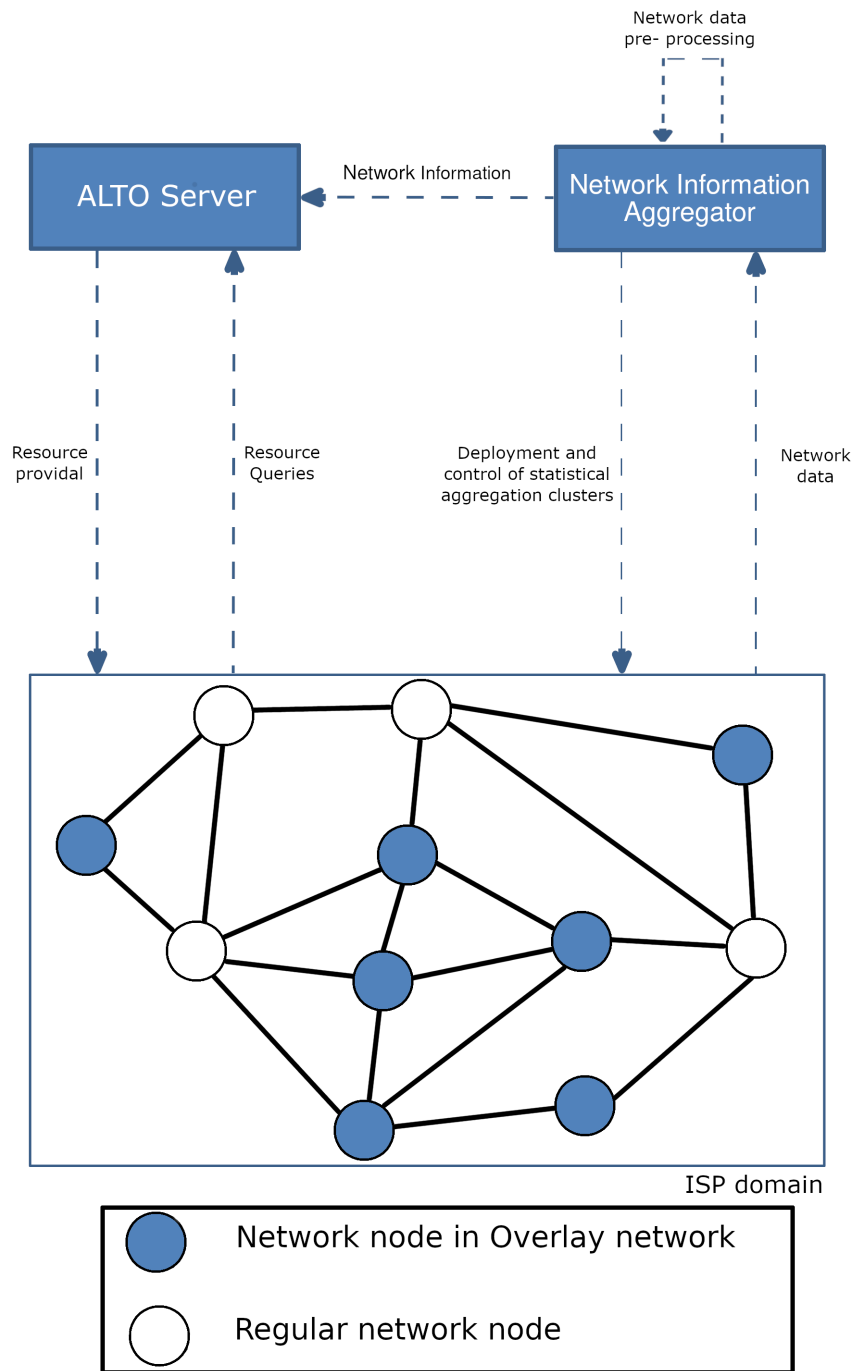 Network data
pre- processing
ALTO Server
Network Information
Network Information
Aggregator
Resource
providal
Resource
Queries
Deployment and
control of statistical
aggregation clusters
Network
data
ISP domain
Network node in Overlay network
Regular network node